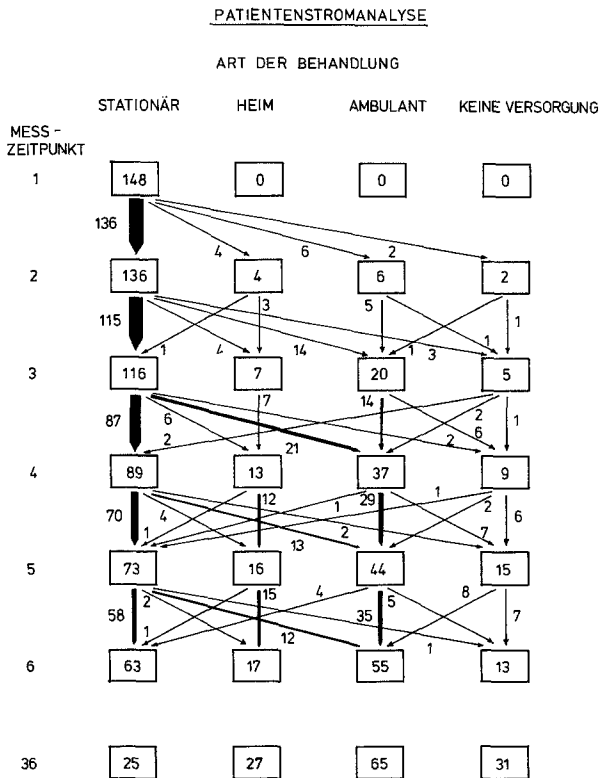 PATIENTENSTROMANALYSE
ART DER BEHANDLUNG
STATIONÄR HEIM AMBULANT KEINE VERSORGUNG
MESS-
ZEITPUNKT
1 148 0 0 0
136 4 6 2
2 136 4 6 2
115 3 5 1
1 4 14 1 3 1
3 116 7 20 5
87 6 7 14 2 1
2 21 2 6
4 89 13 37 9
70 4 12 1 29 1 2 6
1 13 2 7
5 73 16 44 15
58 2 15 4 35 5 8 7
1 12 1
6 63 17 55 13
36 25 27 65 31